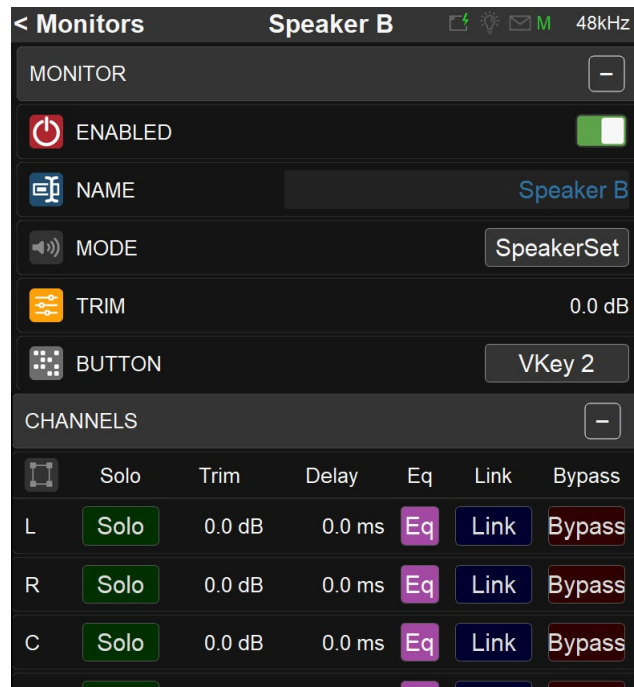 < Monitors Speaker B M 48kHz
MONITOR −
ENABLED
NAME Speaker B
MODE SpeakerSet
TRIM 0.0 dB
BUTTON VKey 2
CHANNELS −
Solo Trim Delay Eq Link Bypass
L Solo 0.0 dB 0.0 ms Eq Link Bypass
R Solo 0.0 dB 0.0 ms Eq Link Bypass
C Solo 0.0 dB 0.0 ms Eq Link Bypass